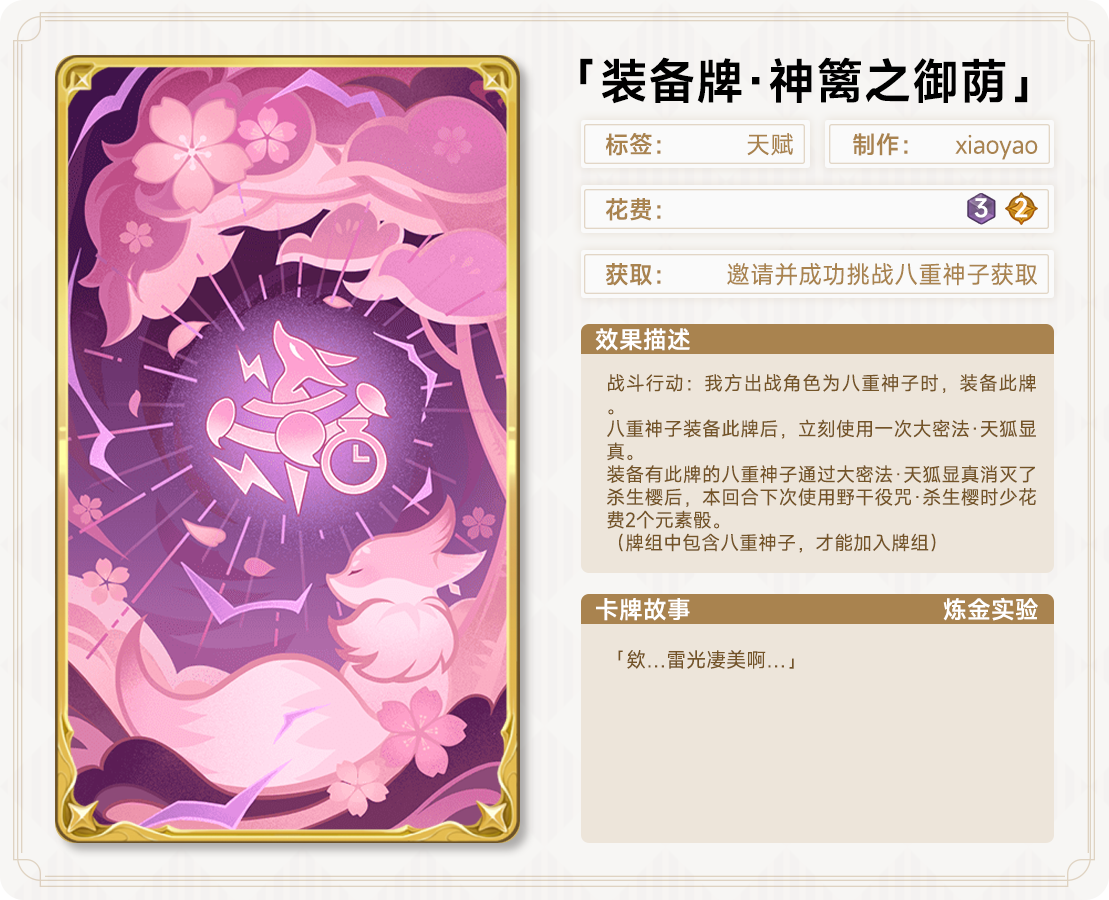 「装备牌·神篱之御荫」
标签： 天赋
制作： xiaoyao
花费： 3 2
获取： 邀请并成功挑战八重神子获取
效果描述
战斗行动：我方出战角色为八重神子时，装备此牌
。
八重神子装备此牌后，立刻使用一次大密法·天狐显
真。
装备有此牌的八重神子通过大密法·天狐显真消灭了
杀生樱后，本回合下次使用野干役咒·杀生樱时少花
费2个元素骰。
（牌组中包含八重神子，才能加入牌组）
卡牌故事 炼金实验
「欸...雷光凄美啊...」